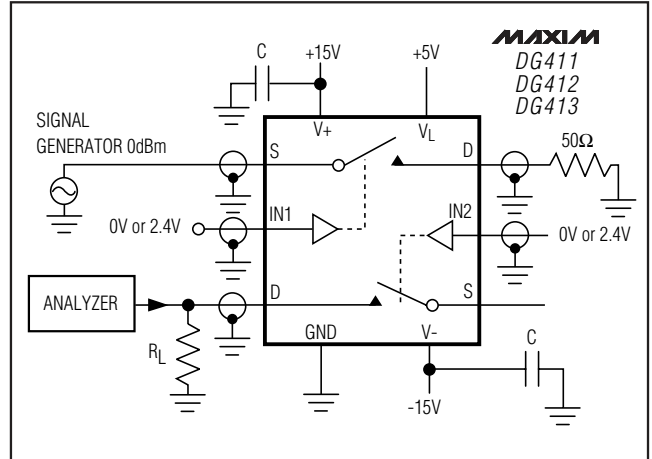 MAXIM
DG411
DG412
DG413
C
+15V
+5V
SIGNAL
GENERATOR 0dBm
V+
VL
S
D
50Ω
IN1
IN2
0V or 2.4V
0V or 2.4V
ANALYZER
D
S
RL
GND
V-
C
-15V